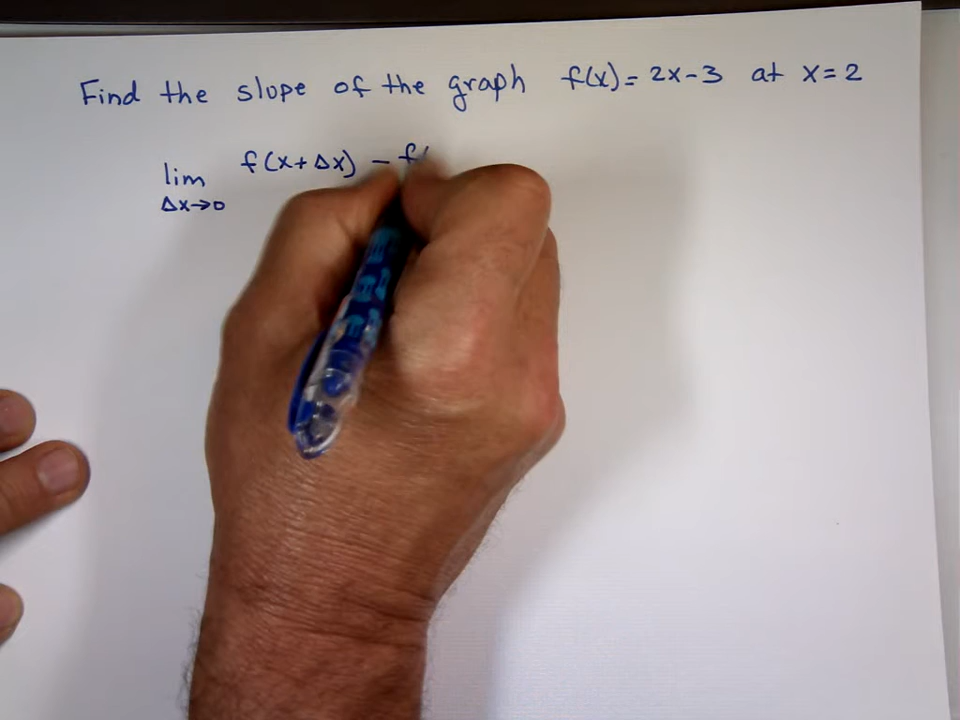 Find the slope of the graph f(x) = 2x-3 at x=2
lim f(x+Δx) - f(
Δx→0